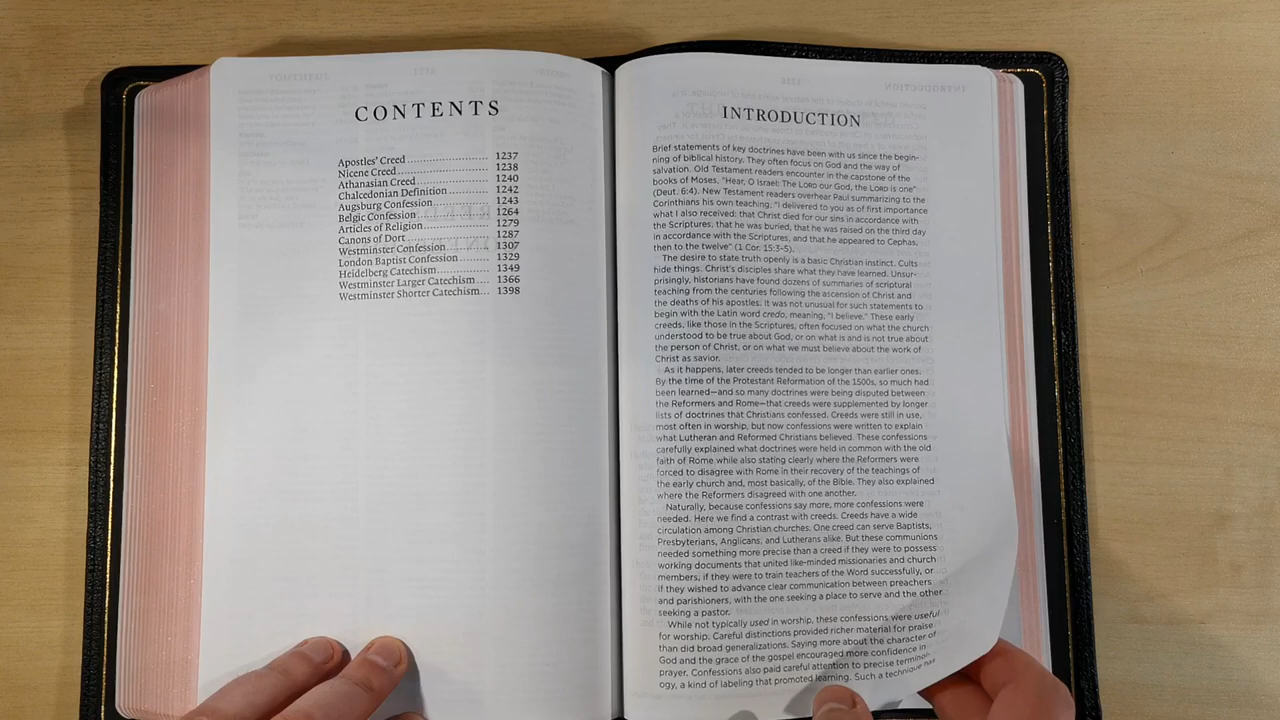 CONTENTS
Apostles' Creed ........................... 1237
Nicene Creed .............................. 1238
Athanasian Creed ........................ 1240
Chalcedonian Definition .............. 1242
Augsburg Confession................... 1243
Belgic Confession ........................ 1264
Articles of Religion ...................... 1279
Canons of Dort ............................ 1287
Westminster Confession .............. 1307
London Baptist Confession .......... 1329
Heidelberg Catechism.................. 1349
Westminster Larger Catechism .... 1366
Westminster Shorter Catechism... 1398
INTRODUCTION
Brief statements of key doctrines have been with us since the begin-
ning of biblical history. They often focus on God and the way of
salvation. Old Testament readers encounter in the capstone of the
books of Moses, "Hear, O Israel: The LORD our God, the LORD is one"
(Deut. 6:4). New Testament readers overhear Paul summarizing to the
Corinthians his own teaching, "I delivered to you as of first importance
what I also received: that Christ died for our sins in accordance with
the Scriptures, that he was buried, that he was raised on the third day
in accordance with the Scriptures, and that he appeared to Cephas,
then to the twelve" (1 Cor. 15:3–5).
The desire to state truth openly is a basic Christian instinct. Cults
hide things. Christ's disciples share what they have learned. Unsur-
prisingly, historians have found dozens of summaries of scriptural
teaching from the centuries following the ascension of Christ and
the deaths of his apostles. It was not unusual for such statements to
begin with the Latin word credo, meaning, "I believe." These early
creeds, like those in the Scriptures, often focused on what the church
understood to be true about God, or on what is and is not true about
the person of Christ, or on what we must believe about the work of
Christ as savior.
As it happens, later creeds tended to be longer than earlier ones.
By the time of the Protestant Reformation of the 1500s, so much had
been learned—and so many doctrines were being disputed between
the Reformers and Rome—that creeds were supplemented by longer
lists of doctrines that Christians confessed. Creeds were still in use,
most often in worship, but now confessions were written to explain
what Lutheran and Reformed Christians believed. These confessions
carefully explained what doctrines were held in common with the old
faith of Rome while also stating clearly where the Reformers were
forced to disagree with Rome in their recovery of the teachings of
the early church and, most basically, of the Bible. They also explained
where the Reformers disagreed with one another.
Naturally, because confessions say more, more confessions were
needed. Here we find a contrast with creeds. Creeds have a wide
circulation among Christian churches. One creed can serve Baptists,
Presbyterians, Anglicans, and Lutherans alike. But these communions
needed something more precise than a creed if they were to possess
working documents that united like-minded missionaries and church
members, if they were to train teachers of the Word successfully, or
if they wished to advance clear communication between preachers
and parishioners, with the one seeking a place to serve and the other
seeking a pastor.
While not typically used in worship, these confessions were useful
for worship. Careful distinctions provided richer material for praise
than did broad generalizations. Saying more about the character of
God and the grace of the gospel encouraged more confidence in
prayer. Confessions also paid careful attention to precise terminol-
ogy, a kind of labeling that promoted learning. Such a technique has